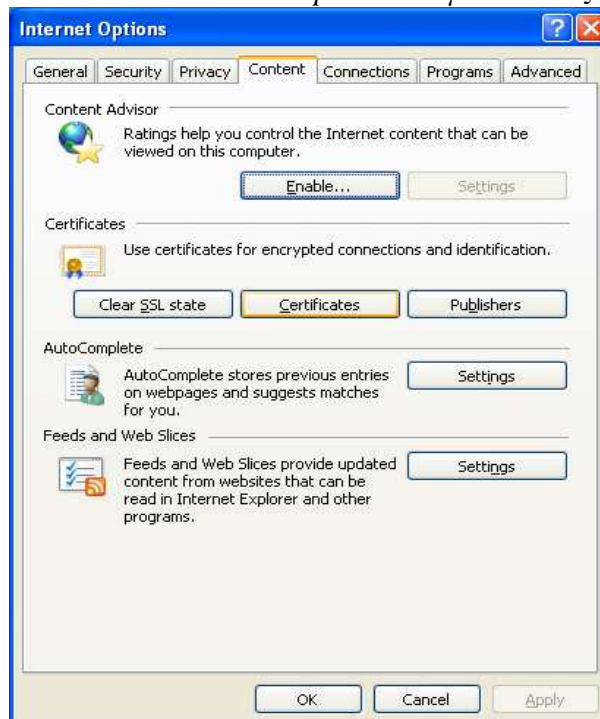 Internet Options
General Security Privacy Content Connections Programs Advanced
Content Advisor
Ratings help you control the Internet content that can be
viewed on this computer.
Enable... Settings
Certificates
Use certificates for encrypted connections and identification.
Clear SSL state Certificates Publishers
AutoComplete
AutoComplete stores previous entries Settings
on webpages and suggests matches
for you.
Feeds and Web Slices
Feeds and Web Slices provide updated Settings
content from websites that can be
read in Internet Explorer and other
programs.
OK Cancel Apply